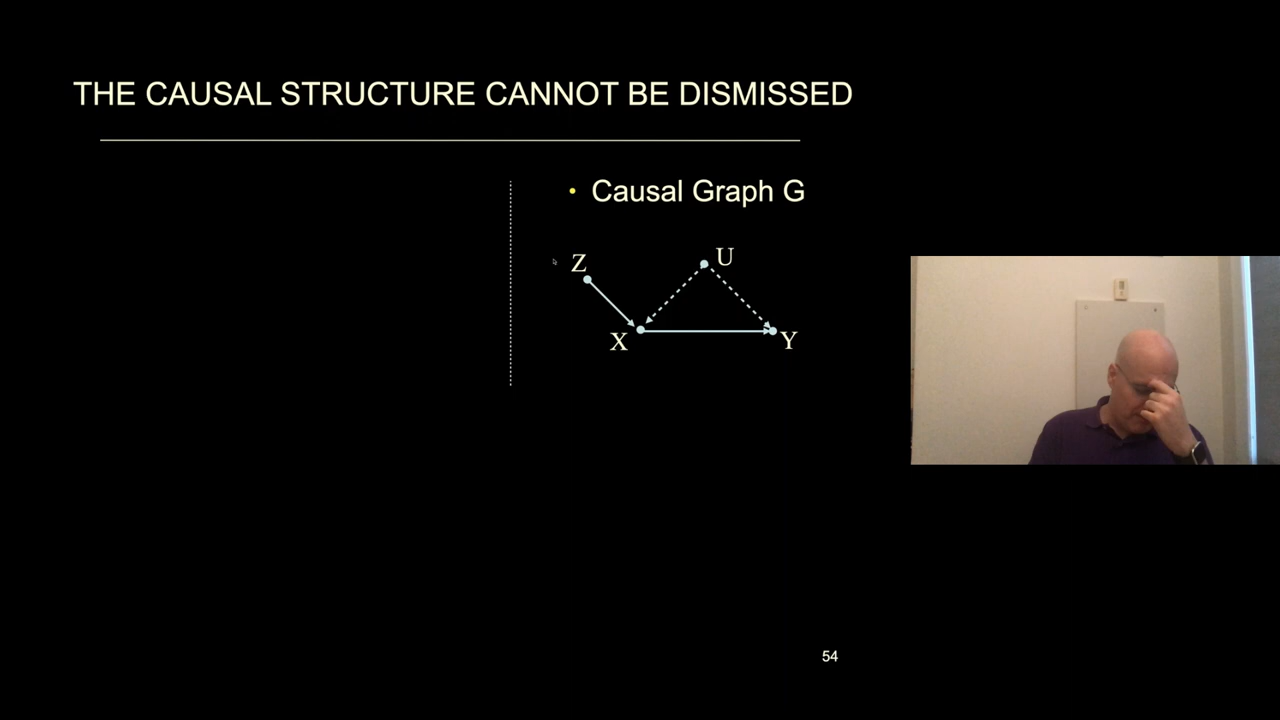 THE CAUSAL STRUCTURE CANNOT BE DISMISSED
• Causal Graph G
Z
U
X
Y
54